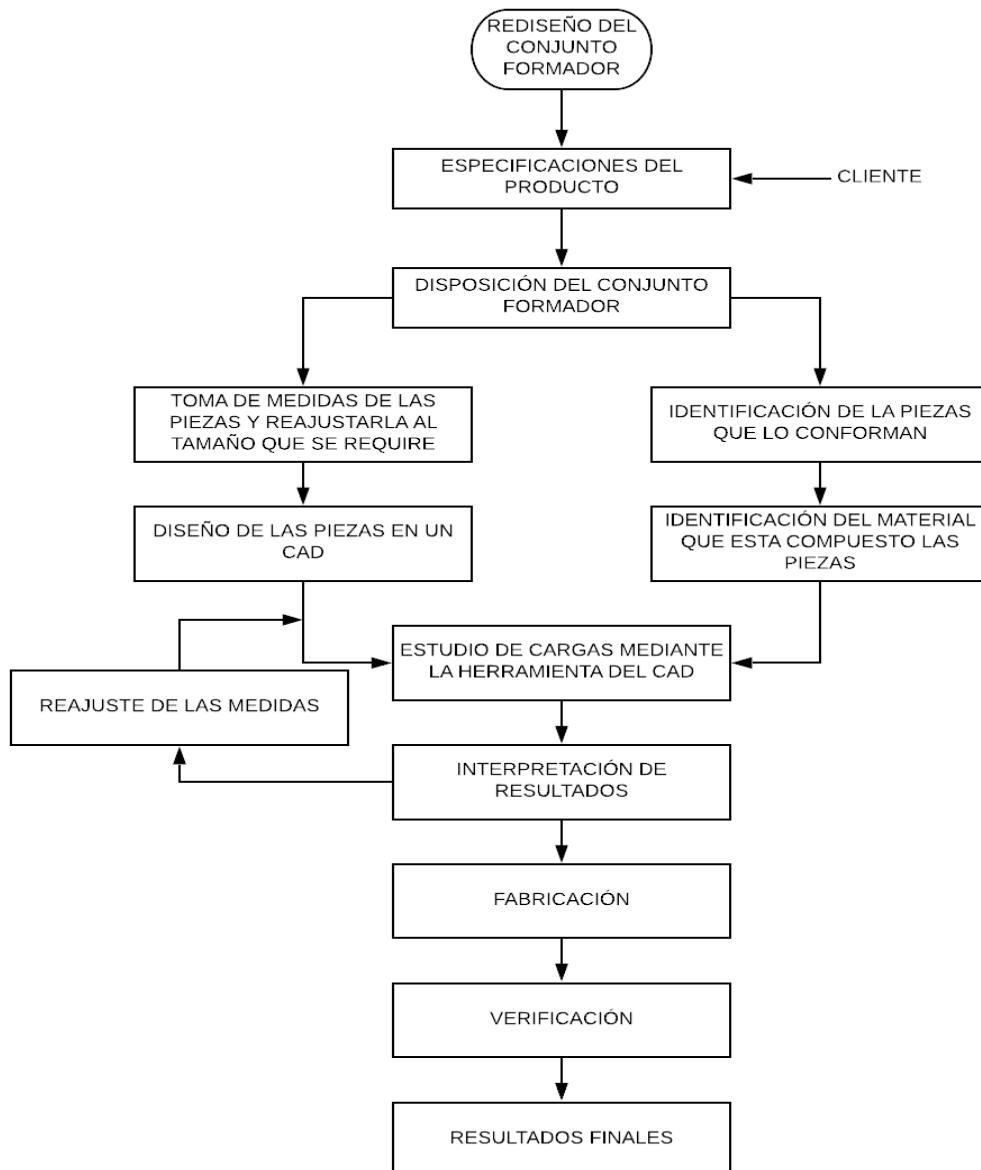 REDISEÑO DEL
CONJUNTO
FORMADOR
ESPECIFICACIONES DEL
PRODUCTO
CLIENTE
DISPOSICIÓN DEL CONJUNTO
FORMADOR
TOMA DE MEDIDAS DE LAS
PIEZAS Y REAJUSTARLA AL
TAMAÑO QUE SE REQUIRE
IDENTIFICACIÓN DE LA PIEZAS
QUE LO CONFORMAN
DISEÑO DE LAS PIEZAS EN UN
CAD
IDENTIFICACIÓN DEL MATERIAL
QUE ESTA COMPUESTO LAS
PIEZAS
ESTUDIO DE CARGAS MEDIANTE
LA HERRAMIENTA DEL CAD
REAJUSTE DE LAS MEDIDAS
INTERPRETACIÓN DE
RESULTADOS
FABRICACIÓN
VERIFICACIÓN
RESULTADOS FINALES